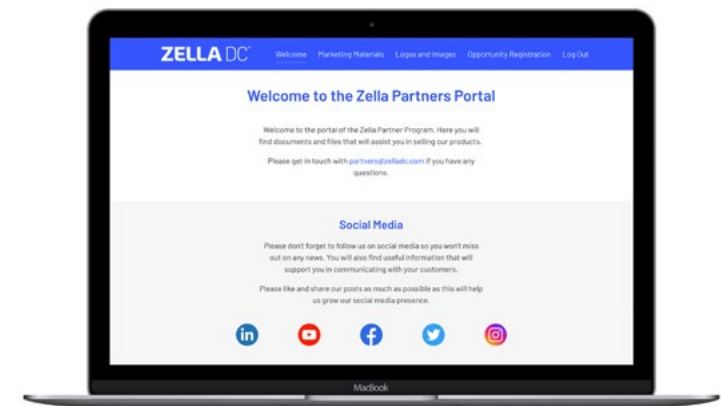 ZELLA DC™ Welcome Marketing Materials Logos and Images Opportunity Registration Log Out
Welcome to the Zella Partners Portal
Welcome to the portal of the Zella Partner Program. Here you will
find documents and files that will assist you in selling our products.
Please get in touch with partners@zelladc.com if you have any
questions.
Social Media
Please don't forget to follow us on social media so you won't miss
out on any news. You will also find useful information that will
support you in communicating with your customers.
Please like and share our posts as much as possible as this will help
us grow our social media presence.
in
MacBook